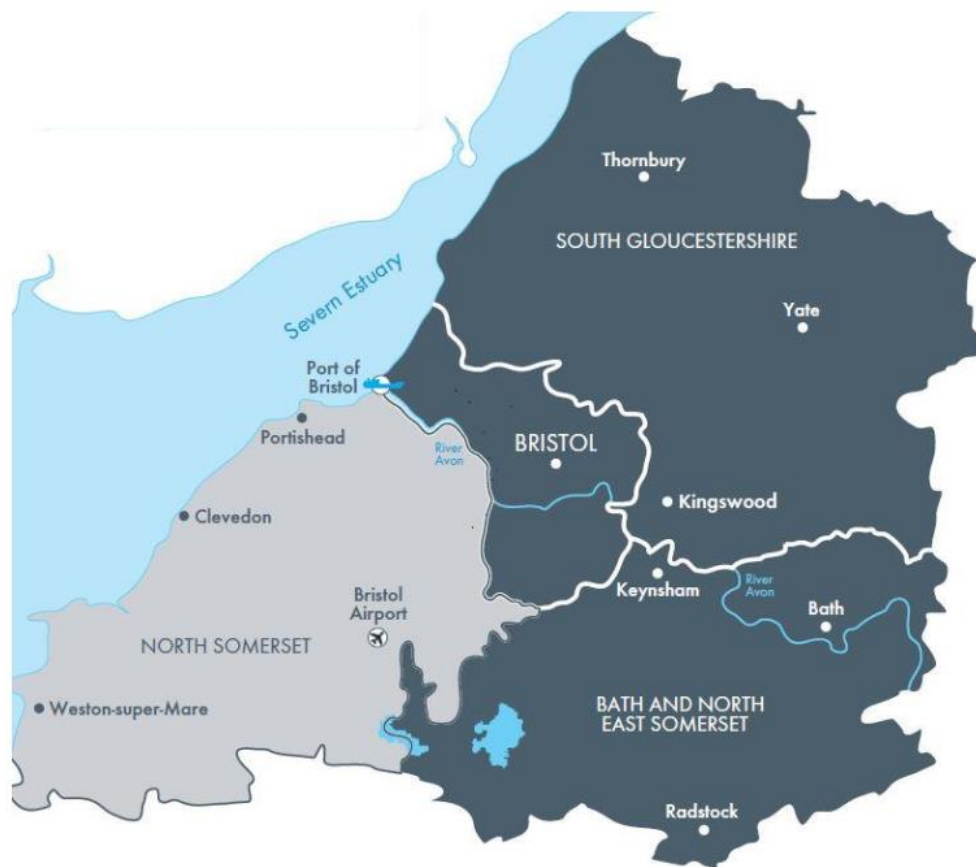 Thornbury
SOUTH GLOUCESTERSHIRE
Severn Estuary
Yate
Port of
Bristol
Portishead
River
Avon
BRISTOL
Kingswood
Clevedon
Keynsham
River
Avon
Bath
Bristol
Airport
NORTH SOMERSET
Weston-super-Mare
BATH AND NORTH
EAST SOMERSET
Radstock